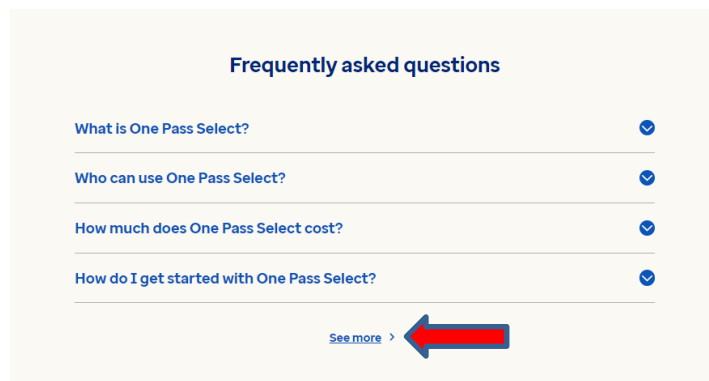 Frequently asked questions
What is One Pass Select?
Who can use One Pass Select?
How much does One Pass Select cost?
How do I get started with One Pass Select?
See more